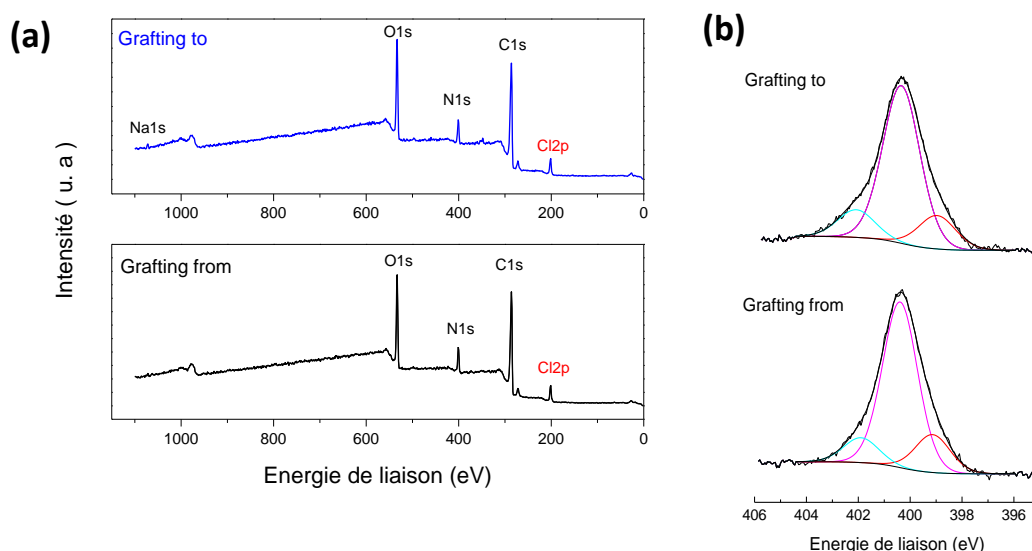 (a)
Grafting to
O1s
C1s
N1s
Na1s
Cl2p
1000 800 600 400 200 0
Grafting from
O1s
C1s
N1s
Cl2p
1000 800 600 400 200 0
Intensité ( u. a )
Energie de liaison (eV)
(b)
Grafting to
Grafting from
406 404 402 400 398 396
Energie de liaison (eV)